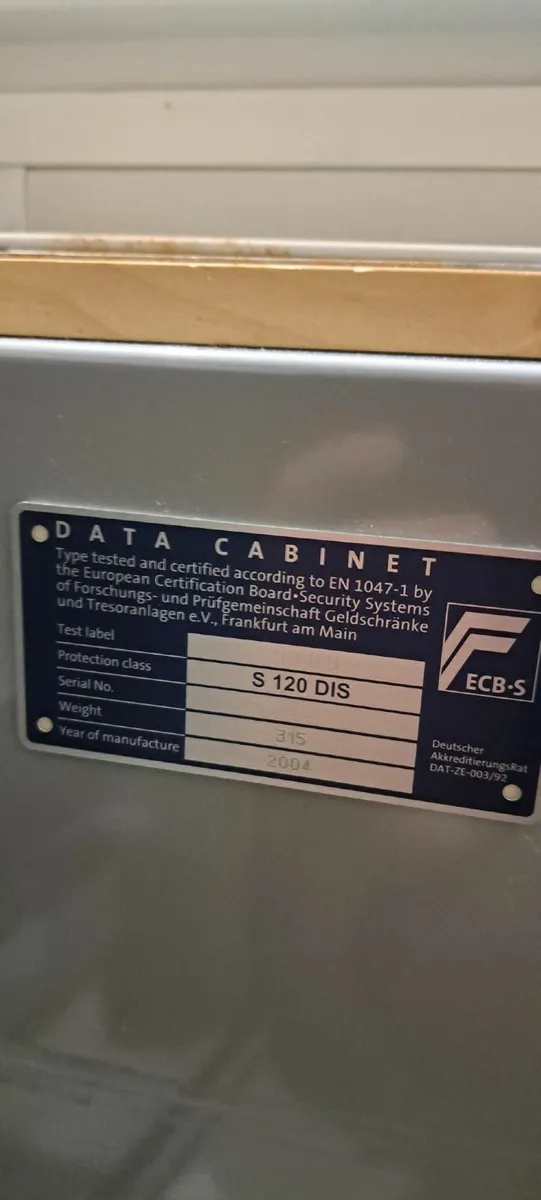 DATA CABINET
Type tested and certified according to EN 1047-1 by
the European Certification Board•Security Systems
of Forschungs- und Prüfgemeinschaft Geldschränke
und Tresoranlagen e.V., Frankfurt am Main
Test label
Protection class S 120 DIS
Serial No.
Weight 315
Year of manufacture 2004
ECB•S
Deutscher
AkkreditierungsRat
DAT-ZE-003/92